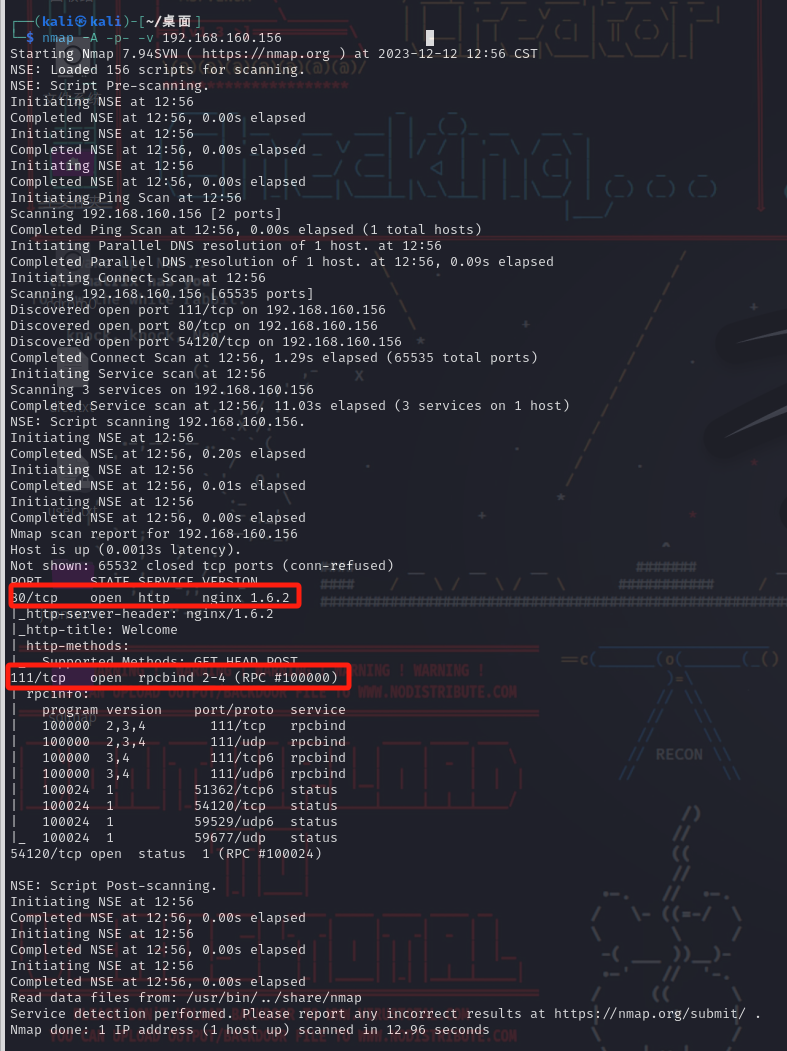 ┌──(kali㉿kali)-[~/桌面]
└─$ nmap -A -p- -v 192.168.160.156
Starting Nmap 7.94SVN ( https://nmap.org ) at 2023-12-12 12:56 CST
NSE: Loaded 156 scripts for scanning.
NSE: Script Pre-scanning.
Initiating NSE at 12:56
Completed NSE at 12:56, 0.00s elapsed
Initiating NSE at 12:56
Completed NSE at 12:56, 0.00s elapsed
Initiating NSE at 12:56
Completed NSE at 12:56, 0.00s elapsed
Initiating Ping Scan at 12:56
Scanning 192.168.160.156 [2 ports]
Completed Ping Scan at 12:56, 0.00s elapsed (1 total hosts)
Initiating Parallel DNS resolution of 1 host. at 12:56
Completed Parallel DNS resolution of 1 host. at 12:56, 0.09s elapsed
Initiating Connect Scan at 12:56
Scanning 192.168.160.156 [65535 ports]
Discovered open port 111/tcp on 192.168.160.156
Discovered open port 80/tcp on 192.168.160.156
Discovered open port 54120/tcp on 192.168.160.156
Completed Connect Scan at 12:56, 1.29s elapsed (65535 total ports)
Initiating Service scan at 12:56
Scanning 3 services on 192.168.160.156
Completed Service scan at 12:56, 11.03s elapsed (3 services on 1 host)
NSE: Script scanning 192.168.160.156.
Initiating NSE at 12:56
Completed NSE at 12:56, 0.20s elapsed
Initiating NSE at 12:56
Completed NSE at 12:56, 0.01s elapsed
Initiating NSE at 12:56
Completed NSE at 12:56, 0.00s elapsed
Nmap scan report for 192.168.160.156
Host is up (0.0013s latency).
Not shown: 65532 closed tcp ports (conn-refused)
PORT      STATE SERVICE VERSION
80/tcp    open  http    nginx 1.6.2
|_http-server-header: nginx/1.6.2
|_http-title: Welcome
| http-methods:
|_  Supported Methods: GET HEAD POST
111/tcp   open  rpcbind 2-4 (RPC #100000)
| rpcinfo:
|   program version    port/proto  service
|   100000  2,3,4        111/tcp   rpcbind
|   100000  2,3,4        111/udp   rpcbind
|   100000  3,4          111/tcp6  rpcbind
|   100000  3,4          111/udp6  rpcbind
|   100024  1          51362/tcp6  status
|   100024  1          54120/tcp   status
|   100024  1          59529/udp6  status
|_  100024  1          59677/udp   status
54120/tcp open  status  1 (RPC #100024)
RECON
NSE: Script Post-scanning.
Initiating NSE at 12:56
Completed NSE at 12:56, 0.00s elapsed
Initiating NSE at 12:56
Completed NSE at 12:56, 0.00s elapsed
Initiating NSE at 12:56
Completed NSE at 12:56, 0.00s elapsed
Read data files from: /usr/bin/../share/nmap
Service detection performed. Please report any incorrect results at https://nmap.org/submit/ .
Nmap done: 1 IP address (1 host up) scanned in 12.96 seconds